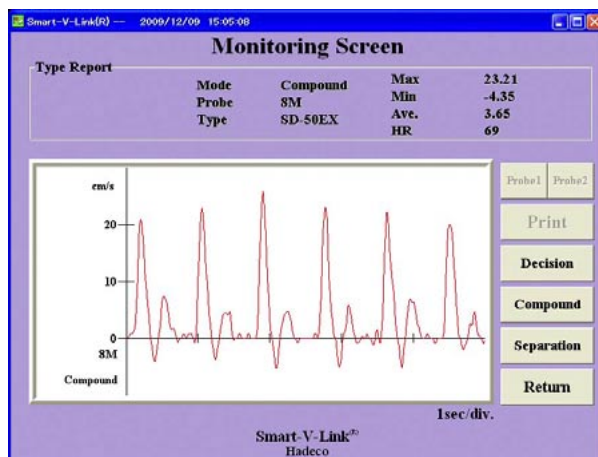 Smart-V-Link(R) --- 2009/12/09 15:05:08
Monitoring Screen
Type Report
Mode Compound
Probe 8M
Type SD-50EX
Max 23.21
Min -4.35
Ave. 3.65
HR 69
cm/s
20
10
0
8M
Compound
Probe1 Probe2
Print
Decision
Compound
Separation
Return
1sec/div.
Smart-V-Link(R)
Hadeco